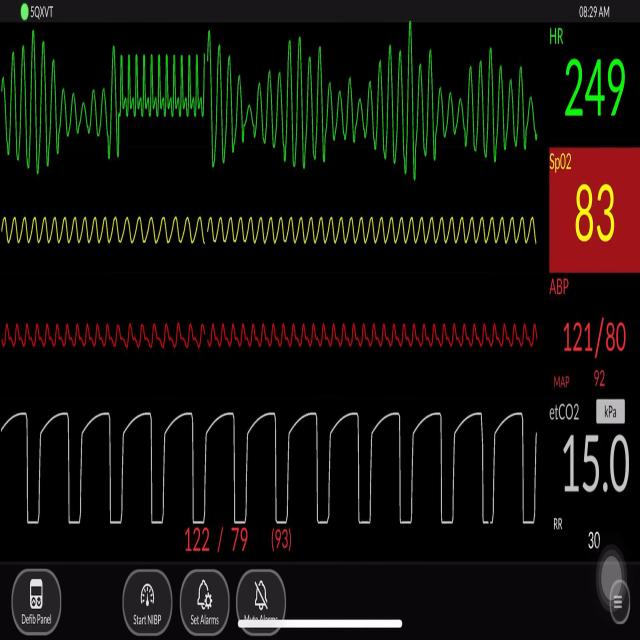 5QXVT
08:29 AM
HR
249
SpO2
83
ABP
121/80
MAP 92
etCO2 kPa
15.0
RR
30
122 / 79 (93)
Defib Panel
Start NIBP
Set Alarms
Mute Alarms